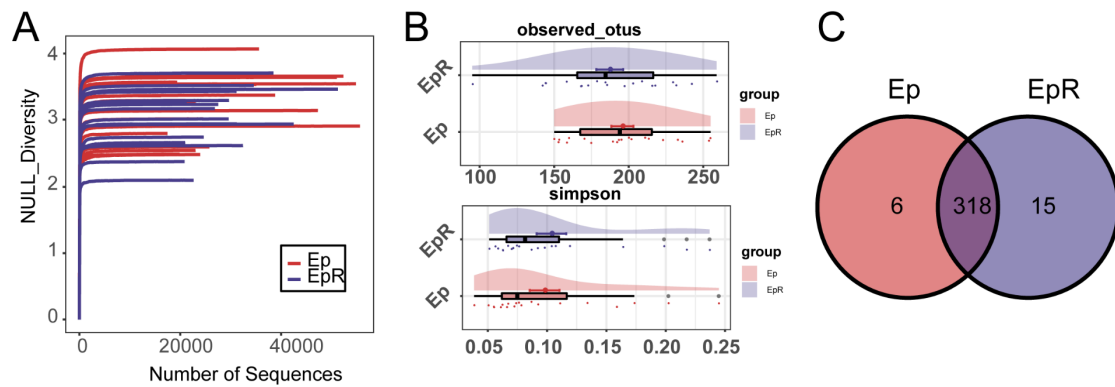 A
NULL_Diversity
4
3
2
1
0
Ep
EpR
0 20000 40000
Number of Sequences
B
observed_otus
EpR
Ep
100 150 200 250
group
Ep
EpR
simpson
EpR
Ep
0.05 0.10 0.15 0.20 0.25
group
Ep
EpR
C
Ep EpR
6 318 15